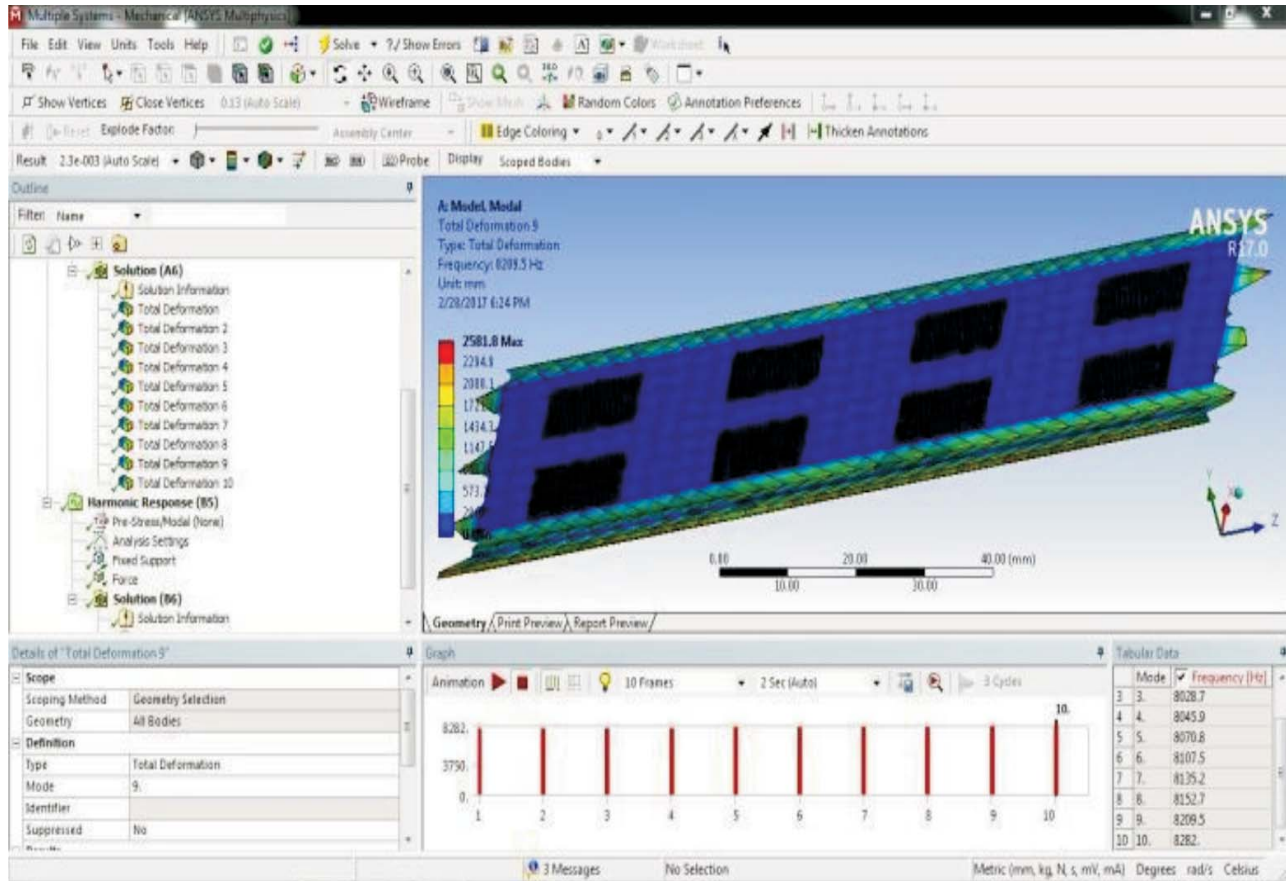 Multiple Systems - Mechanical [ANSYS Multiphysics]
File Edit View Units Tools Help Solve ?/ Show Errors Worksheet
Show Vertices Close Vertices 0.13 (Auto Scale) Wireframe Show Mesh Random Colors Annotation Preferences
Reset Explode Factor: Assembly Center Edge Coloring Thicken Annotations
Result 2.3e-003 (Auto Scale) Probe Display Scoped Bodies
Outline
Filter: Name
Solution (A6)
Solution Information
Total Deformation
Total Deformation 2
Total Deformation 3
Total Deformation 4
Total Deformation 5
Total Deformation 6
Total Deformation 7
Total Deformation 8
Total Deformation 9
Total Deformation 10
Harmonic Response (B5)
Pre-Stress/Modal (None)
Analysis Settings
Fixed Support
Force
Solution (B6)
Solution Information
A: Model, Modal
Total Deformation 9
Type: Total Deformation
Frequency: 8209.5 Hz
Unit: mm
2/28/2017 6:24 PM
2581.8 Max
1434.3
ANSYS
R17.0
Y
X
Z
0.00 20.00 40.00 (mm)
10.00 30.00
Geometry Print Preview Report Preview
Details of "Total Deformation 9"
Scope
Scoping Method Geometry Selection
Geometry All Bodies
Definition
Type Total Deformation
Mode 9.
Identifier
Suppressed No
Graph
Animation 10 Frames 2 Sec (Auto) 3 Cycles
10.
8282.
3750.
0.
1 2 3 4 5 6 7 8 9 10
Tabular Data
Mode Frequency [Hz]
3 3. 8028.7
4 4. 8045.9
5 5. 8070.8
6 6. 8107.5
7 7. 8135.2
8 8. 8152.7
9 9. 8209.5
10 10. 8282.
3 Messages No Selection Metric (mm, kg, N, s, mV, mA) Degrees rad/s Celsius